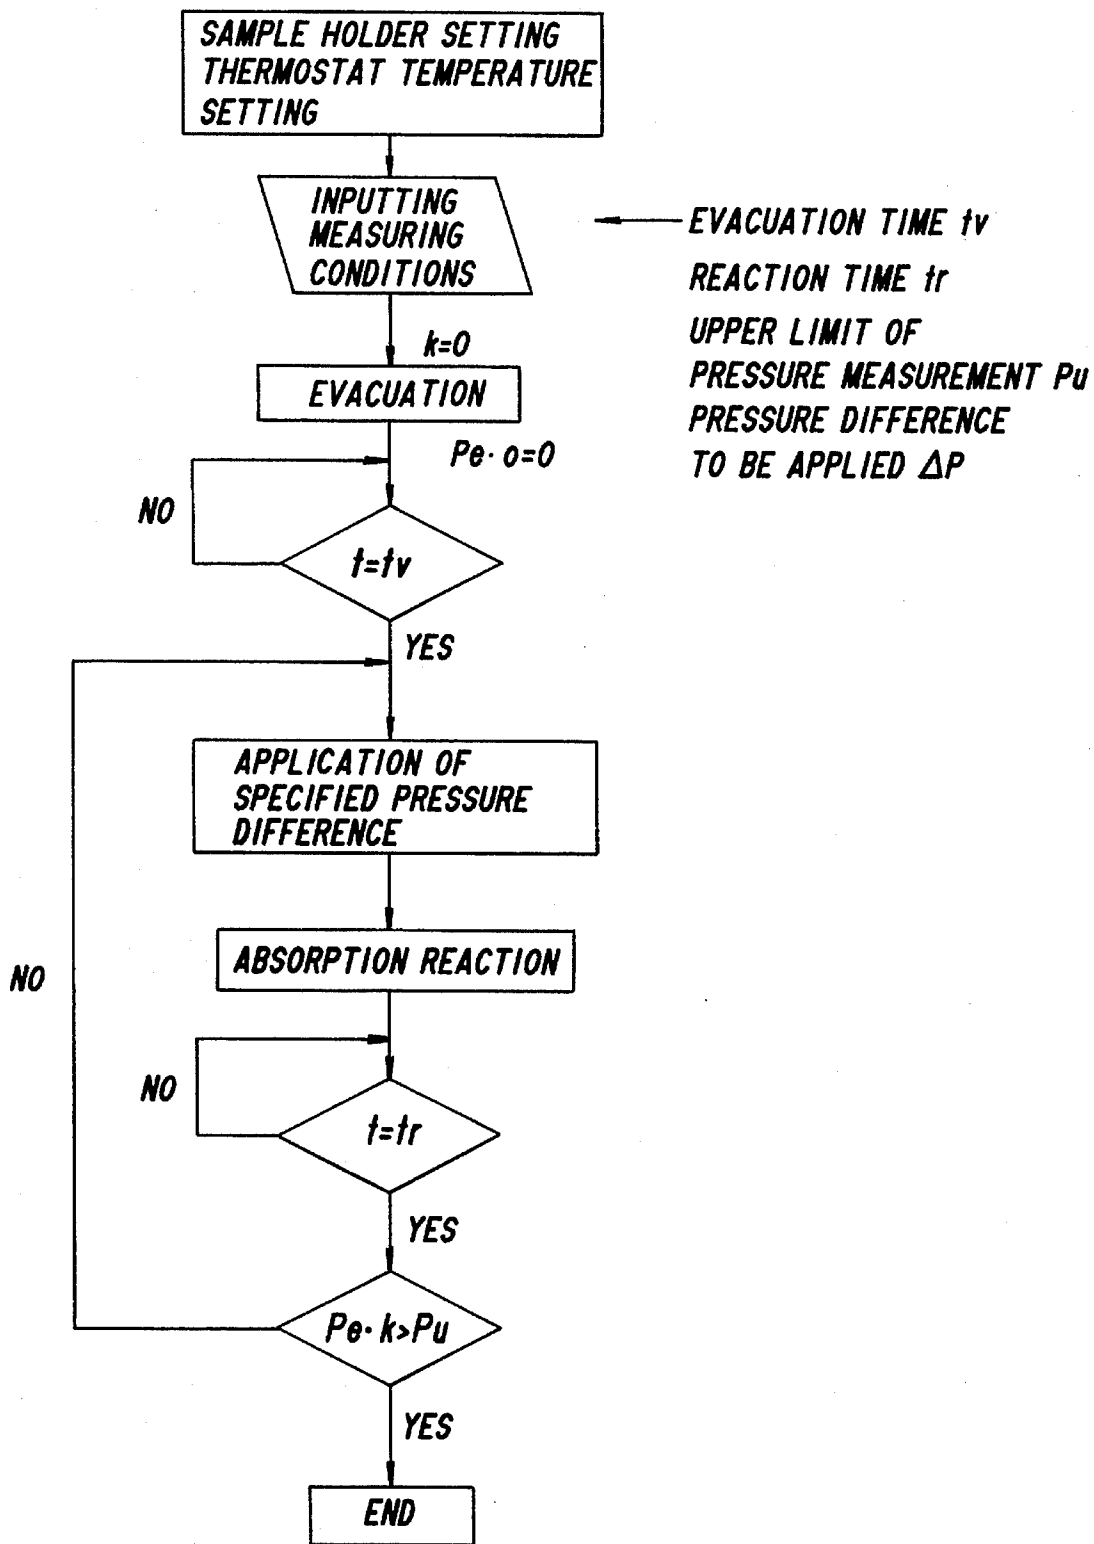 SAMPLE HOLDER SETTING
THERMOSTAT TEMPERATURE
SETTING
INPUTTING
MEASURING
CONDITIONS
EVACUATION TIME tv
REACTION TIME tr
UPPER LIMIT OF
PRESSURE MEASUREMENT Pu
PRESSURE DIFFERENCE
TO BE APPLIED ΔP
k=0
EVACUATION
Pe·o=0
NO
t=tv
YES
APPLICATION OF
SPECIFIED PRESSURE
DIFFERENCE
ABSORPTION REACTION
NO
NO
t=tr
YES
Pe·k>Pu
YES
END